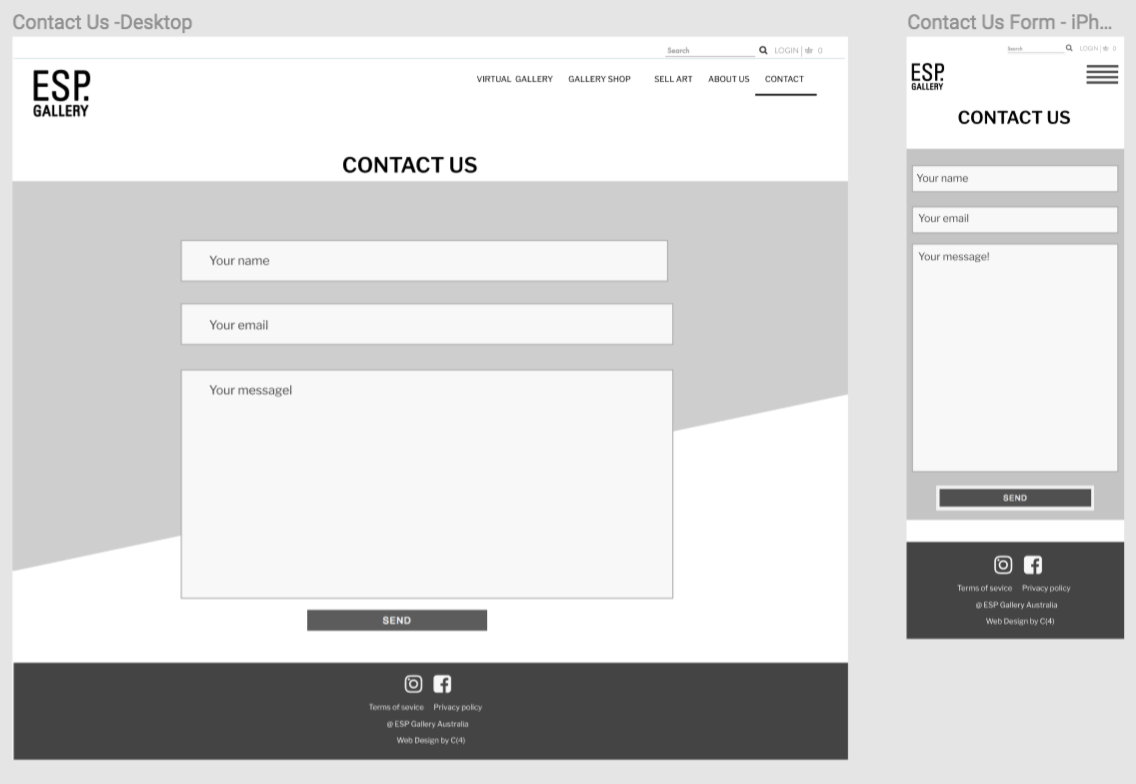 Contact Us -Desktop
Search LOGIN | 0
ESP.
GALLERY
VIRTUAL GALLERY GALLERY SHOP SELL ART ABOUT US CONTACT
CONTACT US
Your name
Your email
Your messagel
SEND
Terms of sevice Privacy policy
@ ESP Gallery Australia
Web Design by C(4)
Contact Us Form - iPh...
Search LOGIN | 0
ESP.
GALLERY
CONTACT US
Your name
Your email
Your message!
SEND
Terms of sevice Privacy policy
@ ESP Gallery Australia
Web Design by C(4)